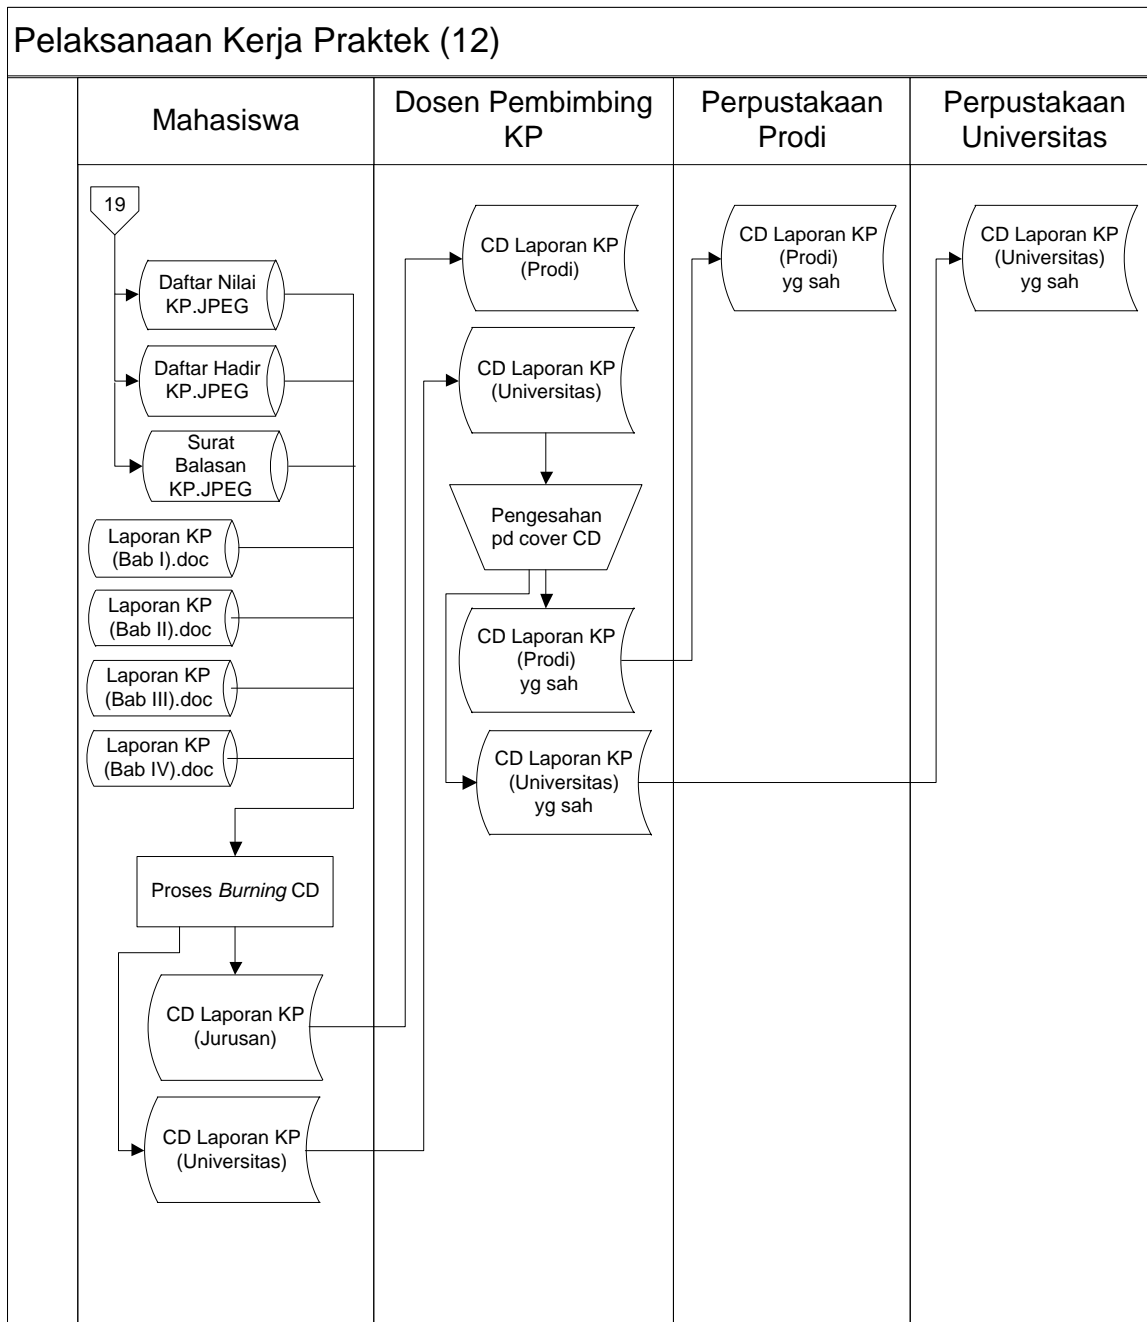 Pelaksanaan Kerja Praktek (12)
Mahasiswa
Dosen Pembimbing
KP
Perpustakaan
Prodi
Perpustakaan
Universitas
19
Daftar Nilai
KP.JPEG
Daftar Hadir
KP.JPEG
Surat
Balasan
KP.JPEG
Laporan KP
(Bab I).doc
Laporan KP
(Bab II).doc
Laporan KP
(Bab III).doc
Laporan KP
(Bab IV).doc
Proses Burning CD
CD Laporan KP
(Jurusan)
CD Laporan KP
(Universitas)
CD Laporan KP
(Prodi)
CD Laporan KP
(Universitas)
Pengesahan
pd cover CD
CD Laporan KP
(Prodi)
yg sah
CD Laporan KP
(Universitas)
yg sah
CD Laporan KP
(Prodi)
yg sah
CD Laporan KP
(Universitas)
yg sah